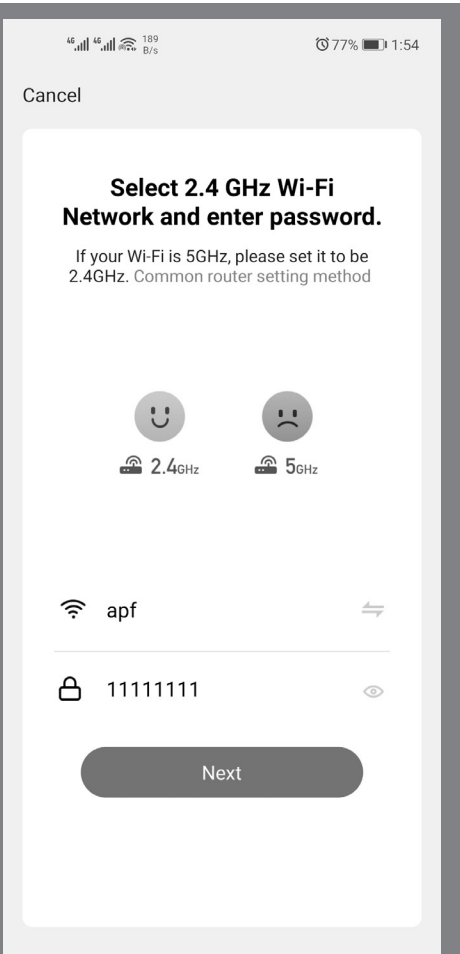 4G 4G 189 B/s 77% 1:54
Cancel
Select 2.4 GHz Wi-Fi
Network and enter password.
If your Wi-Fi is 5GHz, please set it to be
2.4GHz. Common router setting method
2.4GHz 5GHz
apf
11111111
Next